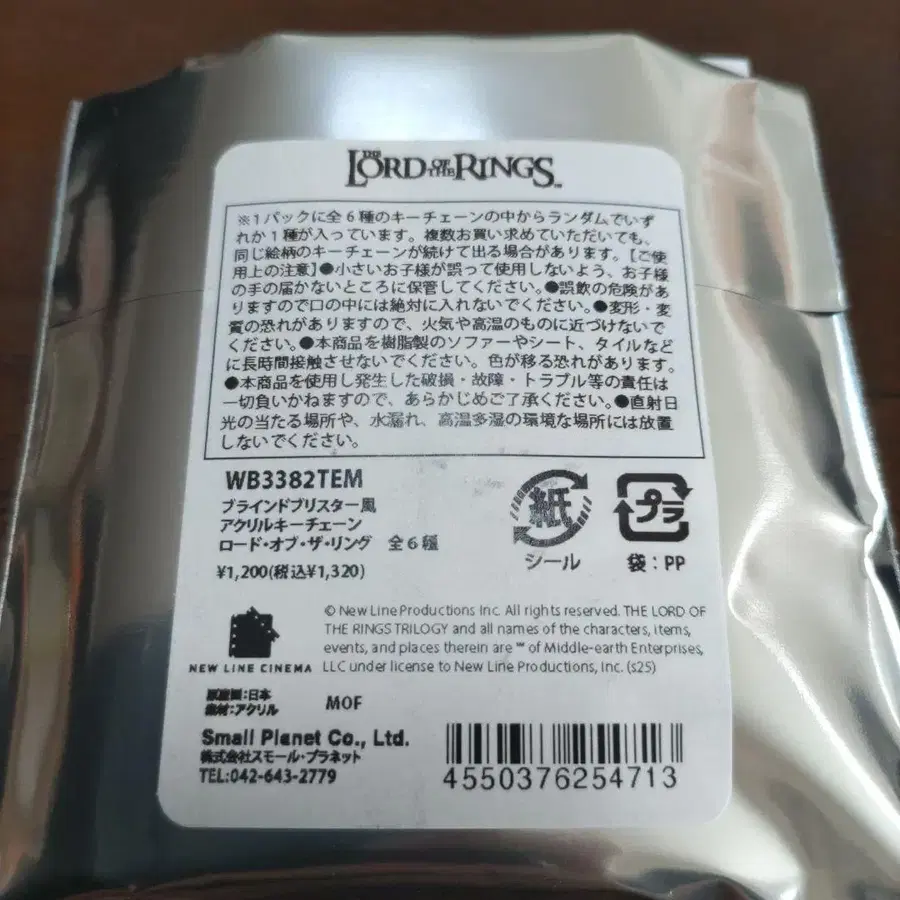 THE LORD OF THE RINGS™
※1パックに全6種のキーチェーンの中からランダムでいず
れか1種が入っています。複数お買い求めていただいても、
同じ絵柄のキーチェーンが続けて出る場合があります。【ご使
用上の注意】●小さいお子様が誤って使用しないよう、お子様
の手の届かないところに保管してください。●誤飲の危険があ
りますので口の中には絶対に入れないでください。●変形・変
質の恐れがありますので、火気や高温のものに近づけないで
ください。●本商品を樹脂製のソファーやシート、タイルなど
に長時間接触させないでください。色が移る恐れがあります。
●本商品を使用し発生した破損・故障・トラブル等の責任は
一切負いかねますので、あらかじめご了承ください。●直射日
光の当たる場所や、水漏れ、高温多湿の環境な場所には放置
しないでください。
WB3382TEM
ブラインドブリスター風
アクリルキーチェーン
ロード・オブ・ザ・リング 全6種
¥1,200(税込¥1,320)
紙
シール
プラ
袋:PP
© New Line Productions Inc. All rights reserved. THE LORD OF
THE RINGS TRILOGY and all names of the characters, items,
events, and places therein are ™ of Middle-earth Enterprises,
LLC under license to New Line Productions, Inc. (s25)
NEW LINE CINEMA
原産国:日本
素材:アクリル
MOF
Small Planet Co., Ltd.
株式会社スモール・プラネット
TEL:042-643-2779
4550376254713